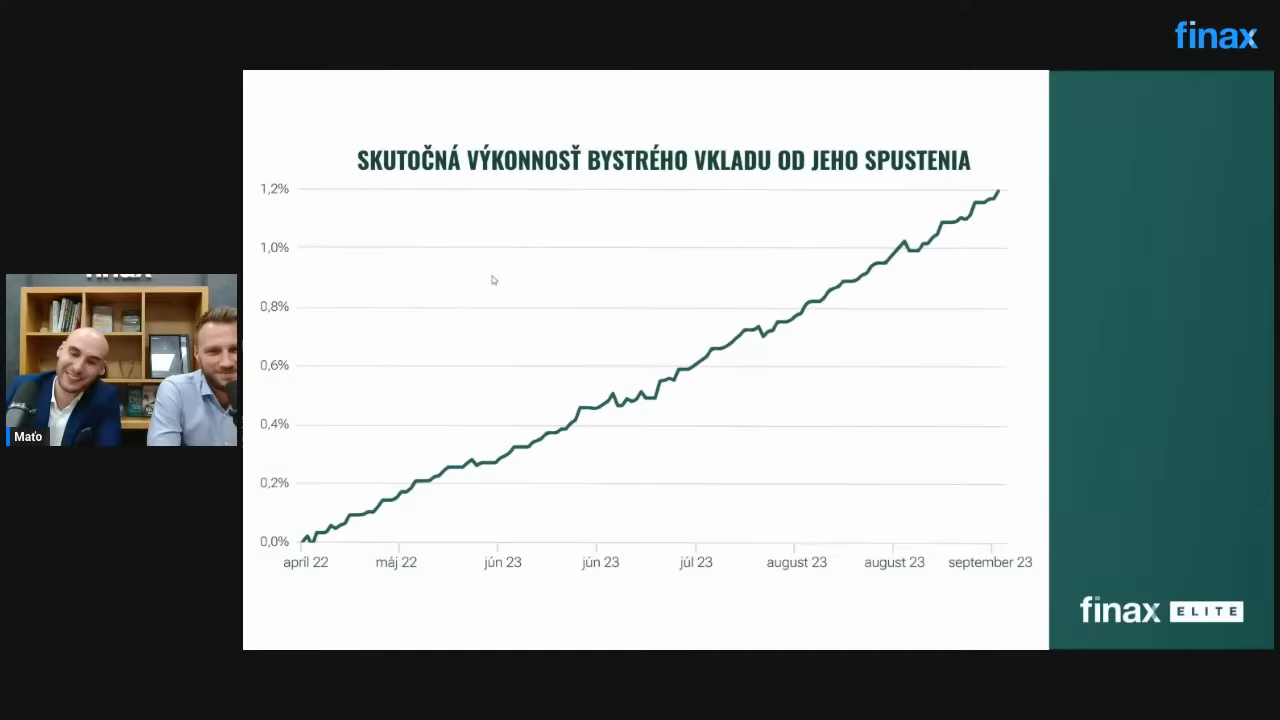 finax
SKUTOČNÁ VÝKONNOSŤ BYSTRÉHO VKLADU OD JEHO SPUSTENIA
1,2%
1,0%
0,8%
0,6%
0,4%
0,2%
0,0%
apríl 22
máj 22
jún 23
jún 23
júl 23
august 23
august 23
september 23
finax
Maťo
finax ELITE